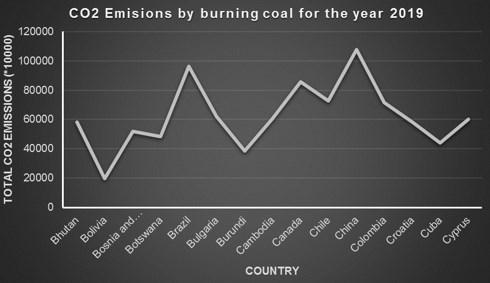 CO2 Emisions by burning coal for the year 2019
TOTAL CO2 EMISSIONS (*10000)
120000
100000
80000
60000
40000
20000
0
Bhutan
Bolivia
Bosnia and...
Botswana
Brazil
Bulgaria
Burundi
Cambodia
Canada
Chile
China
Colombia
Croatia
Cuba
Cyprus
COUNTRY